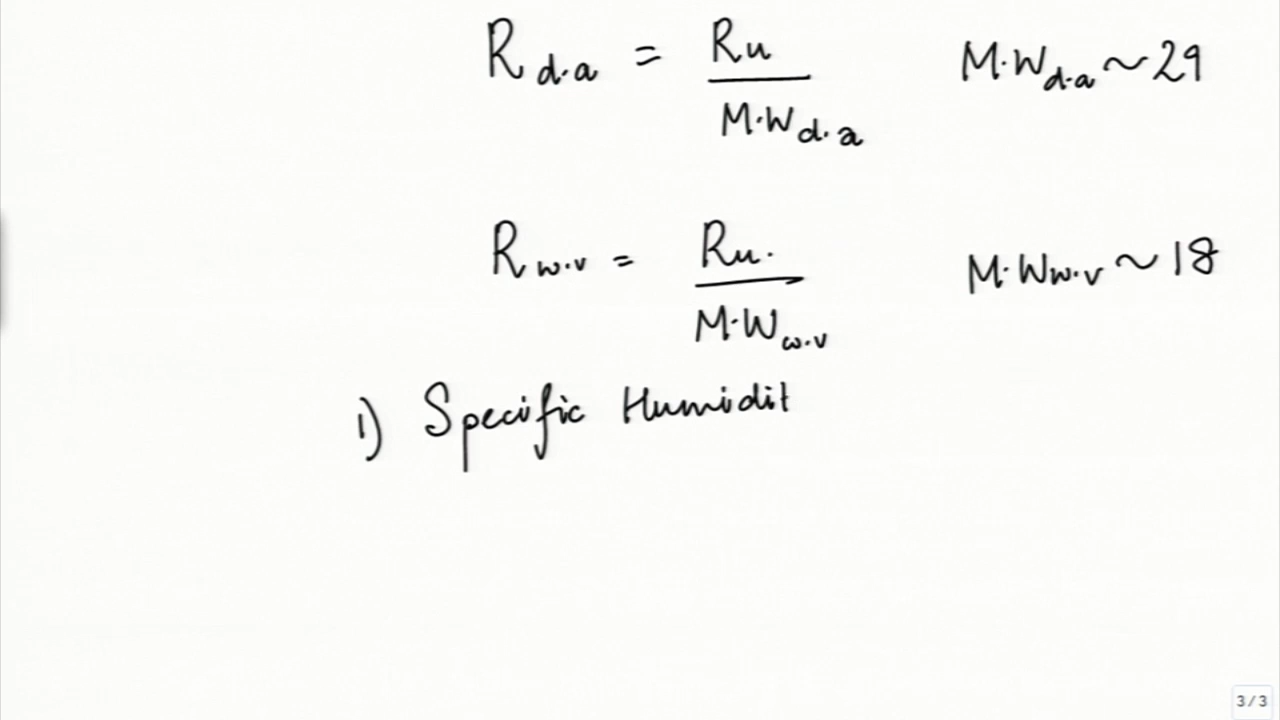 R d.a = Ru / M.W d.a    M.W d.a ~ 29
R w.v = Ru. / M.W w.v    M.W w.v ~ 18
1) Specific Humidit
3/3